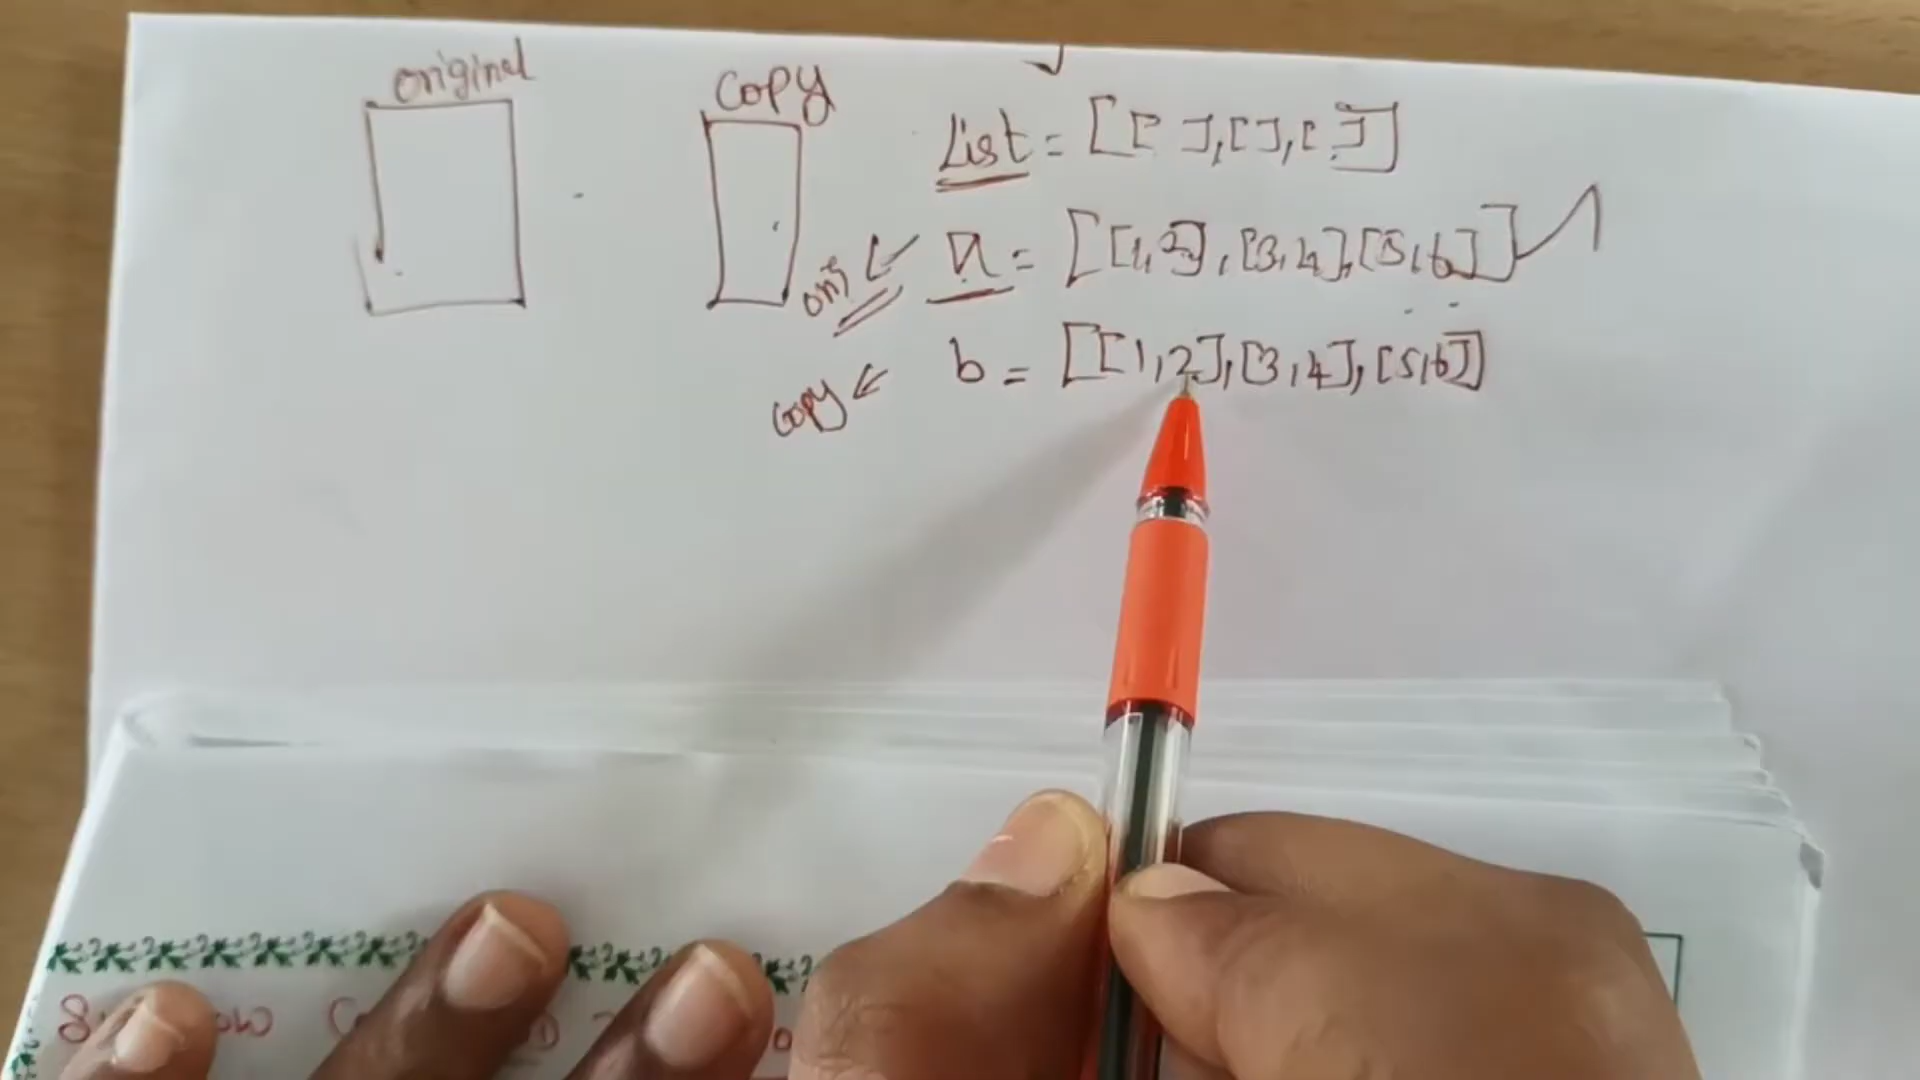 original
Copy
List = [[ ],[ ],[ ]]
ori ← a = [[1,2],[3,4],[5,6]]
copy ← b = [[1,2],[3,4],[5,6]]